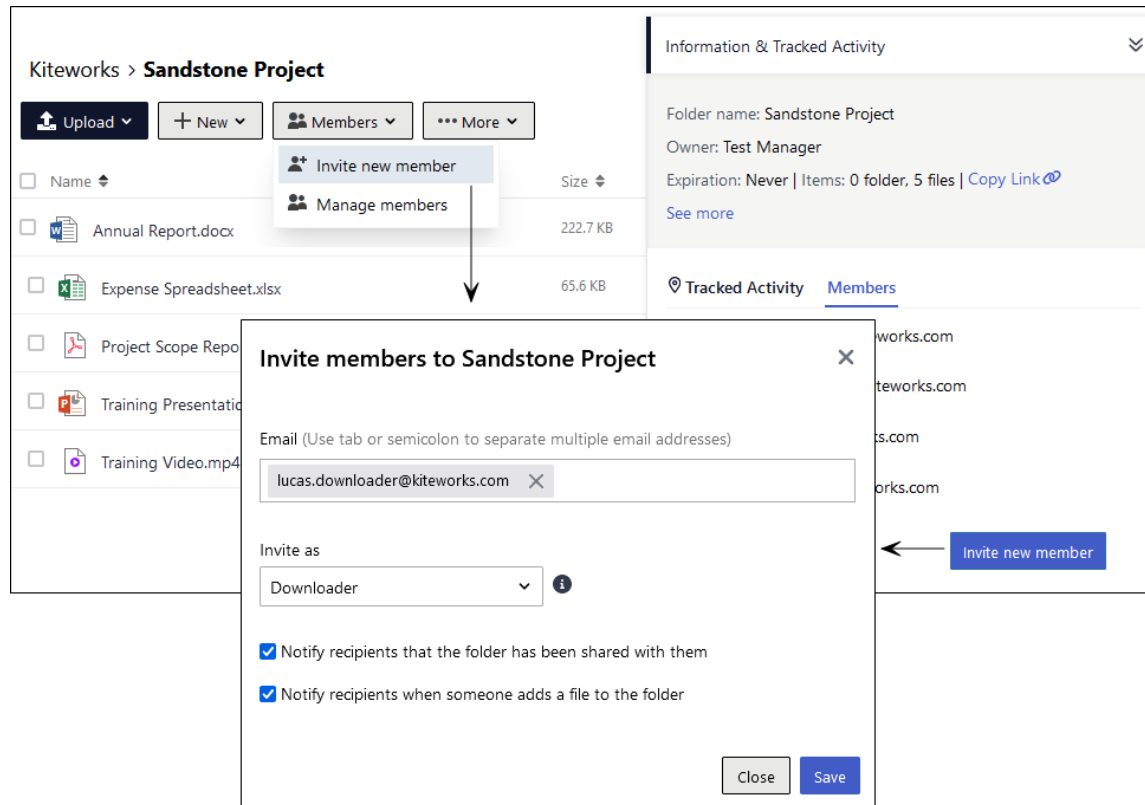 Kiteworks > Sandstone Project
Upload
New
Members
More
Invite new member
Manage members
Name
Size
Annual Report.docx
222.7 KB
Expense Spreadsheet.xlsx
65.6 KB
Project Scope Repo
Training Presentatio
Training Video.mp4
Information & Tracked Activity
Folder name: Sandstone Project
Owner: Test Manager
Expiration: Never | Items: 0 folder, 5 files | Copy Link
See more
Tracked Activity Members
works.com
iteworks.com
ks.com
orks.com
Invite new member
Invite members to Sandstone Project
Email (Use tab or semicolon to separate multiple email addresses)
lucas.downloader@kiteworks.com
Invite as
Downloader
Notify recipients that the folder has been shared with them
Notify recipients when someone adds a file to the folder
Close
Save